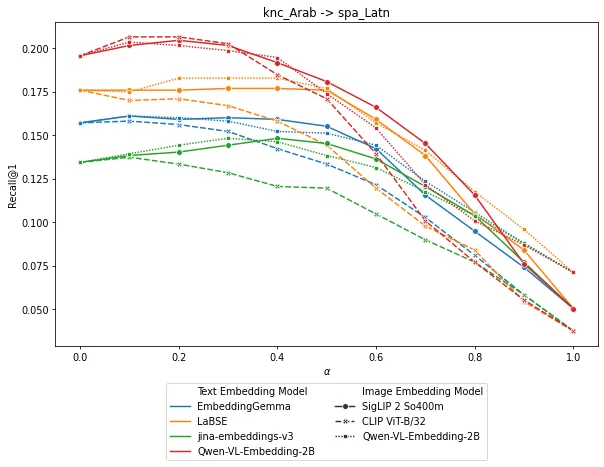 knc_Arab -> spa_Latn
Recall@1
0.200
0.175
0.150
0.125
0.100
0.075
0.050
0.0 0.2 0.4 0.6 0.8 1.0
α
Text Embedding Model
EmbeddingGemma
LaBSE
jina-embeddings-v3
Qwen-VL-Embedding-2B
Image Embedding Model
SigLIP 2 So400m
CLIP ViT-B/32
Qwen-VL-Embedding-2B